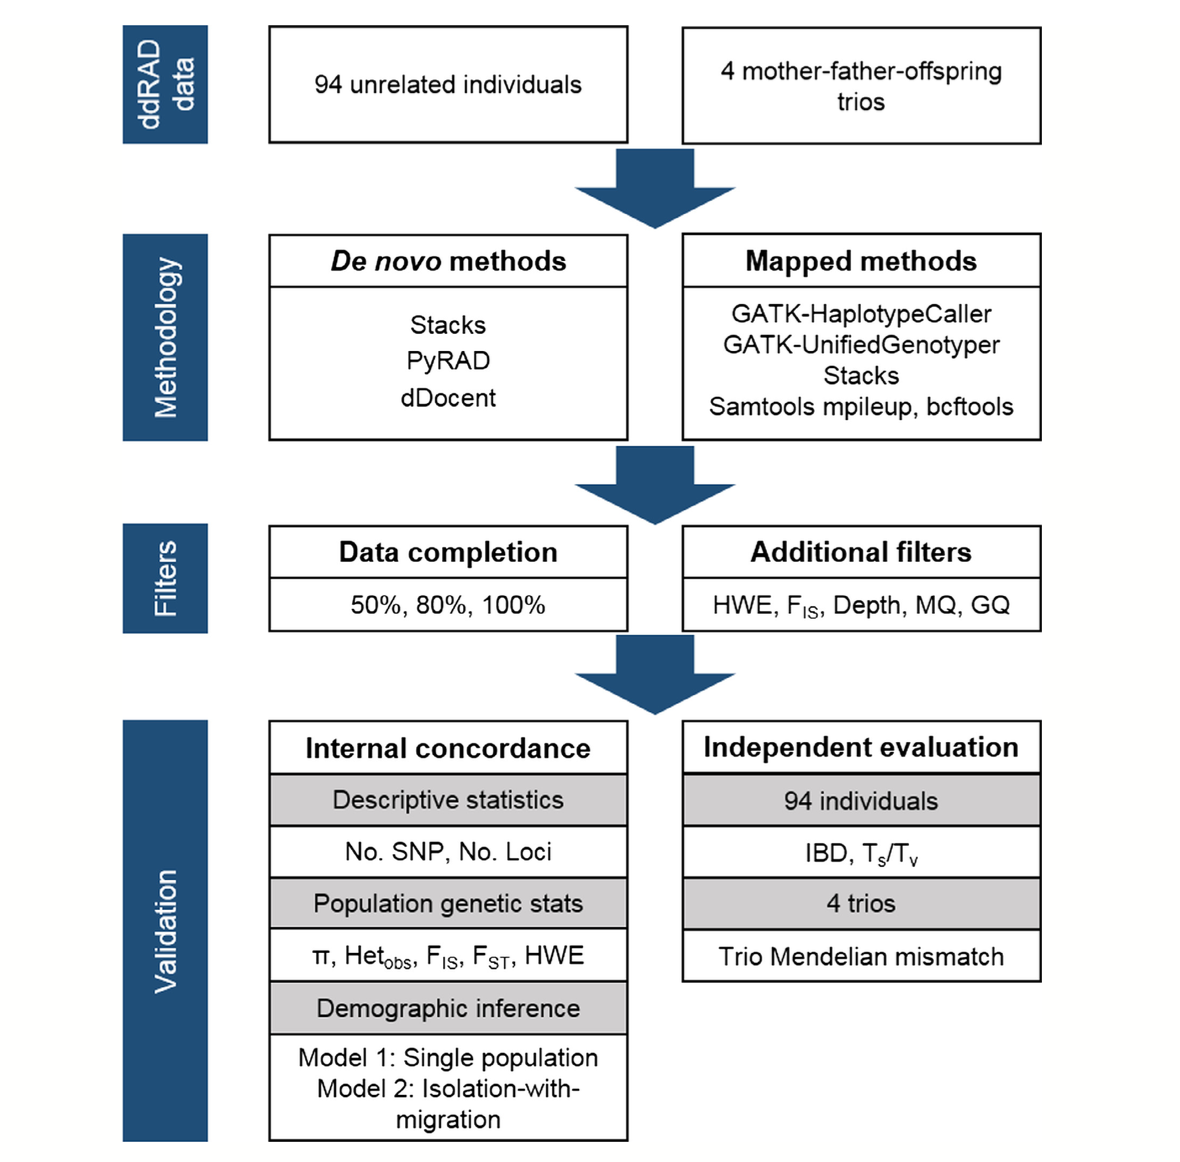 ddRAD
data
94 unrelated individuals
4 mother-father-offspring
trios
Methodology
De novo methods
Stacks
PyRAD
dDocent
Mapped methods
GATK-HaplotypeCaller
GATK-UnifiedGenotyper
Stacks
Samtools mpileup, bcftools
Filters
Data completion
50%, 80%, 100%
Additional filters
HWE, FIS, Depth, MQ, GQ
Validation
Internal concordance
Descriptive statistics
No. SNP, No. Loci
Population genetic stats
π, Hetobs, FIS, FST, HWE
Demographic inference
Model 1: Single population
Model 2: Isolation-with-
migration
Independent evaluation
94 individuals
IBD, Ts/Tv
4 trios
Trio Mendelian mismatch